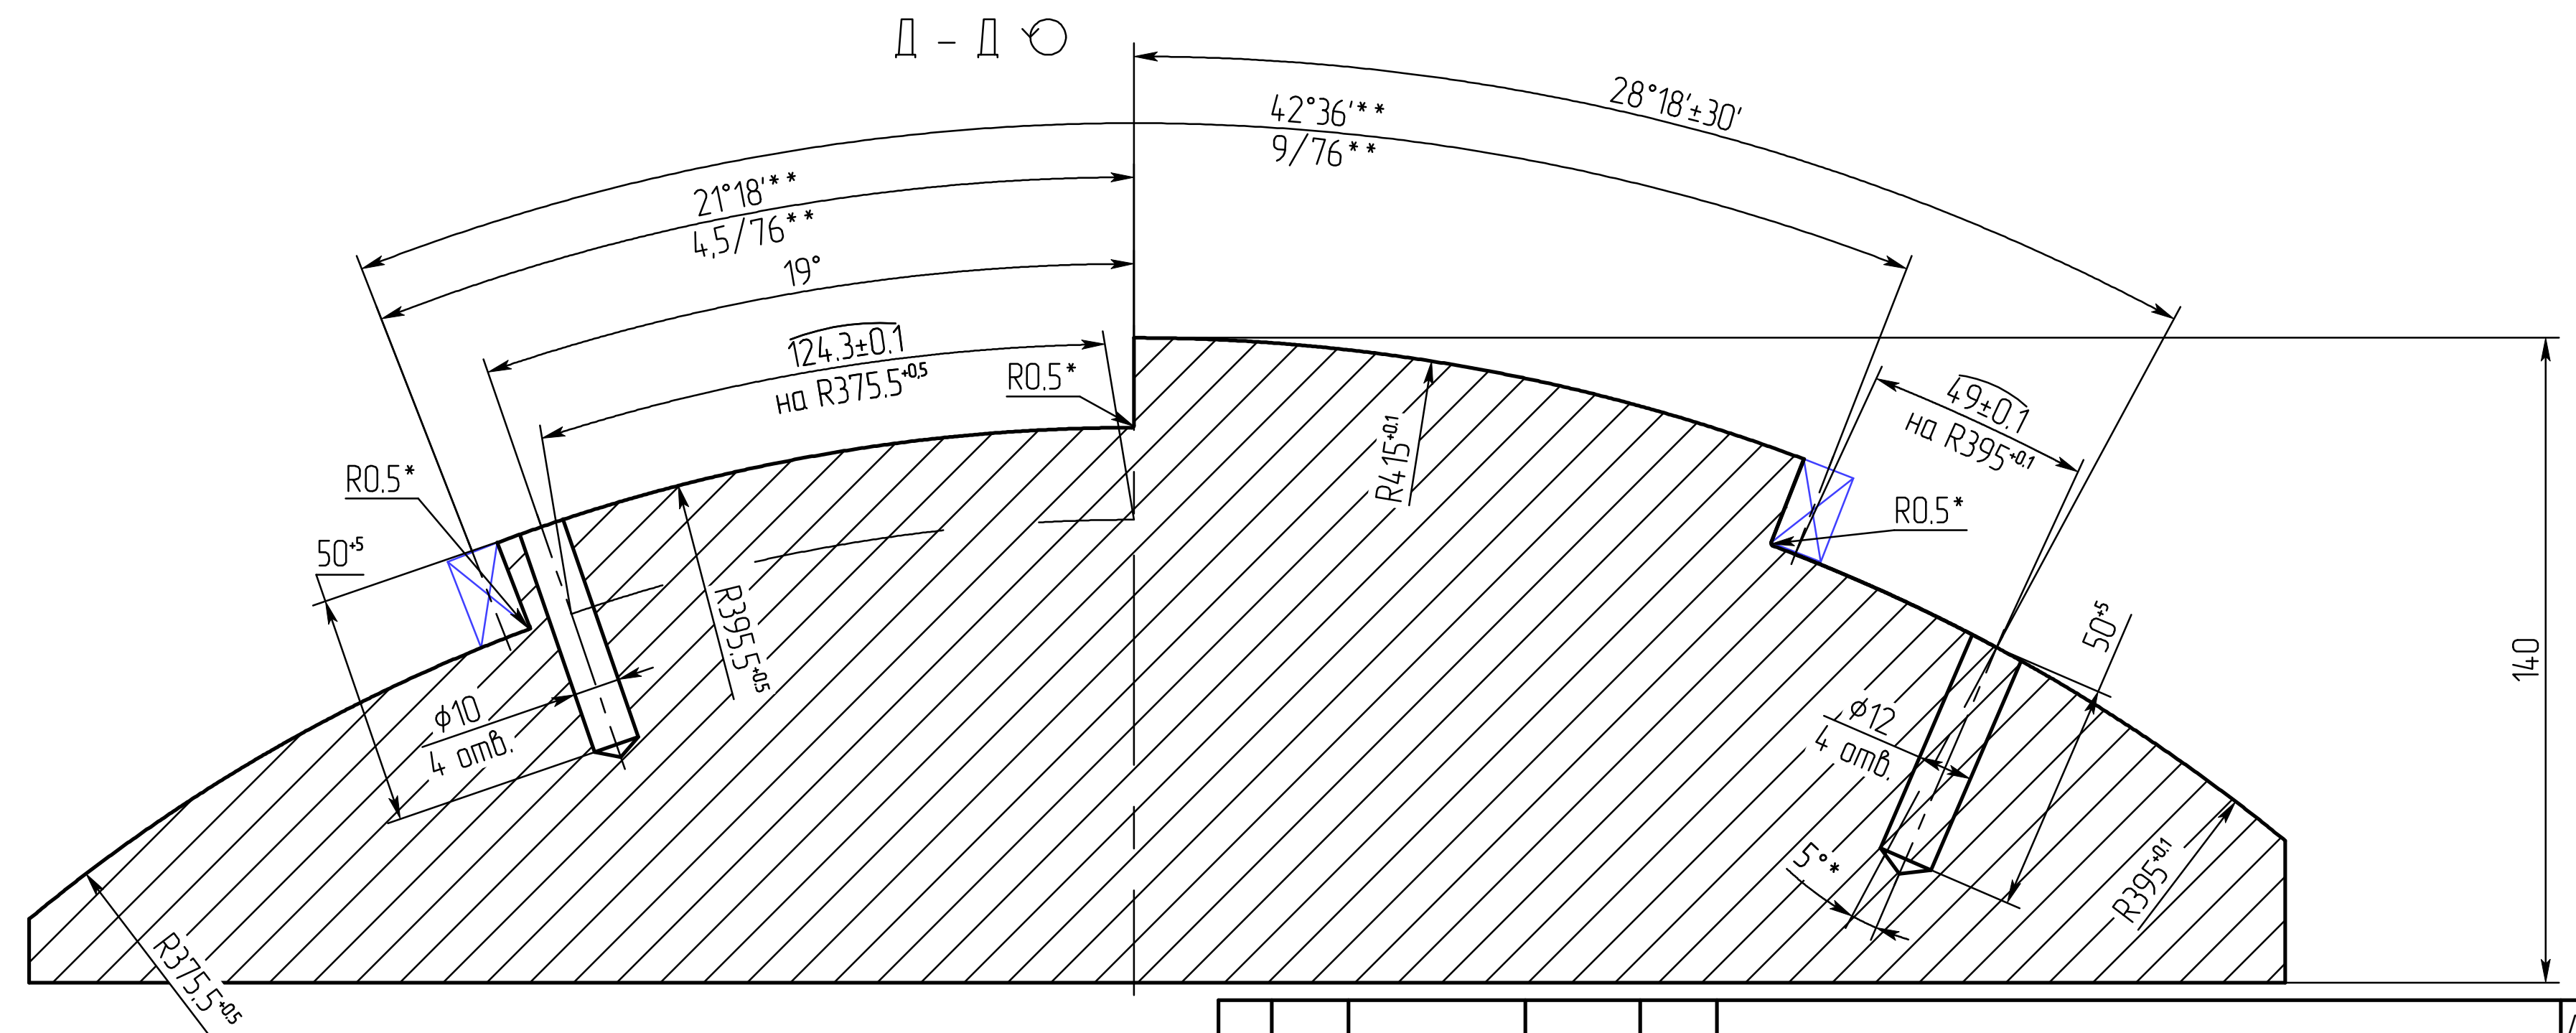 Д - Д
28°18'±30'
42°36'**
9/76**
21°18'**
4,5/76**
19°
124.3±0.1
на R375.5+0,5
R0.5*
49±0.1
на R395+0.1
R415+0.1
R0.5*
R0.5*
50+5
R395.5+0.5
50+5
140
φ10
4 отв.
φ12
4 отв.
5°*
R395+0.1
R375.5+0.5